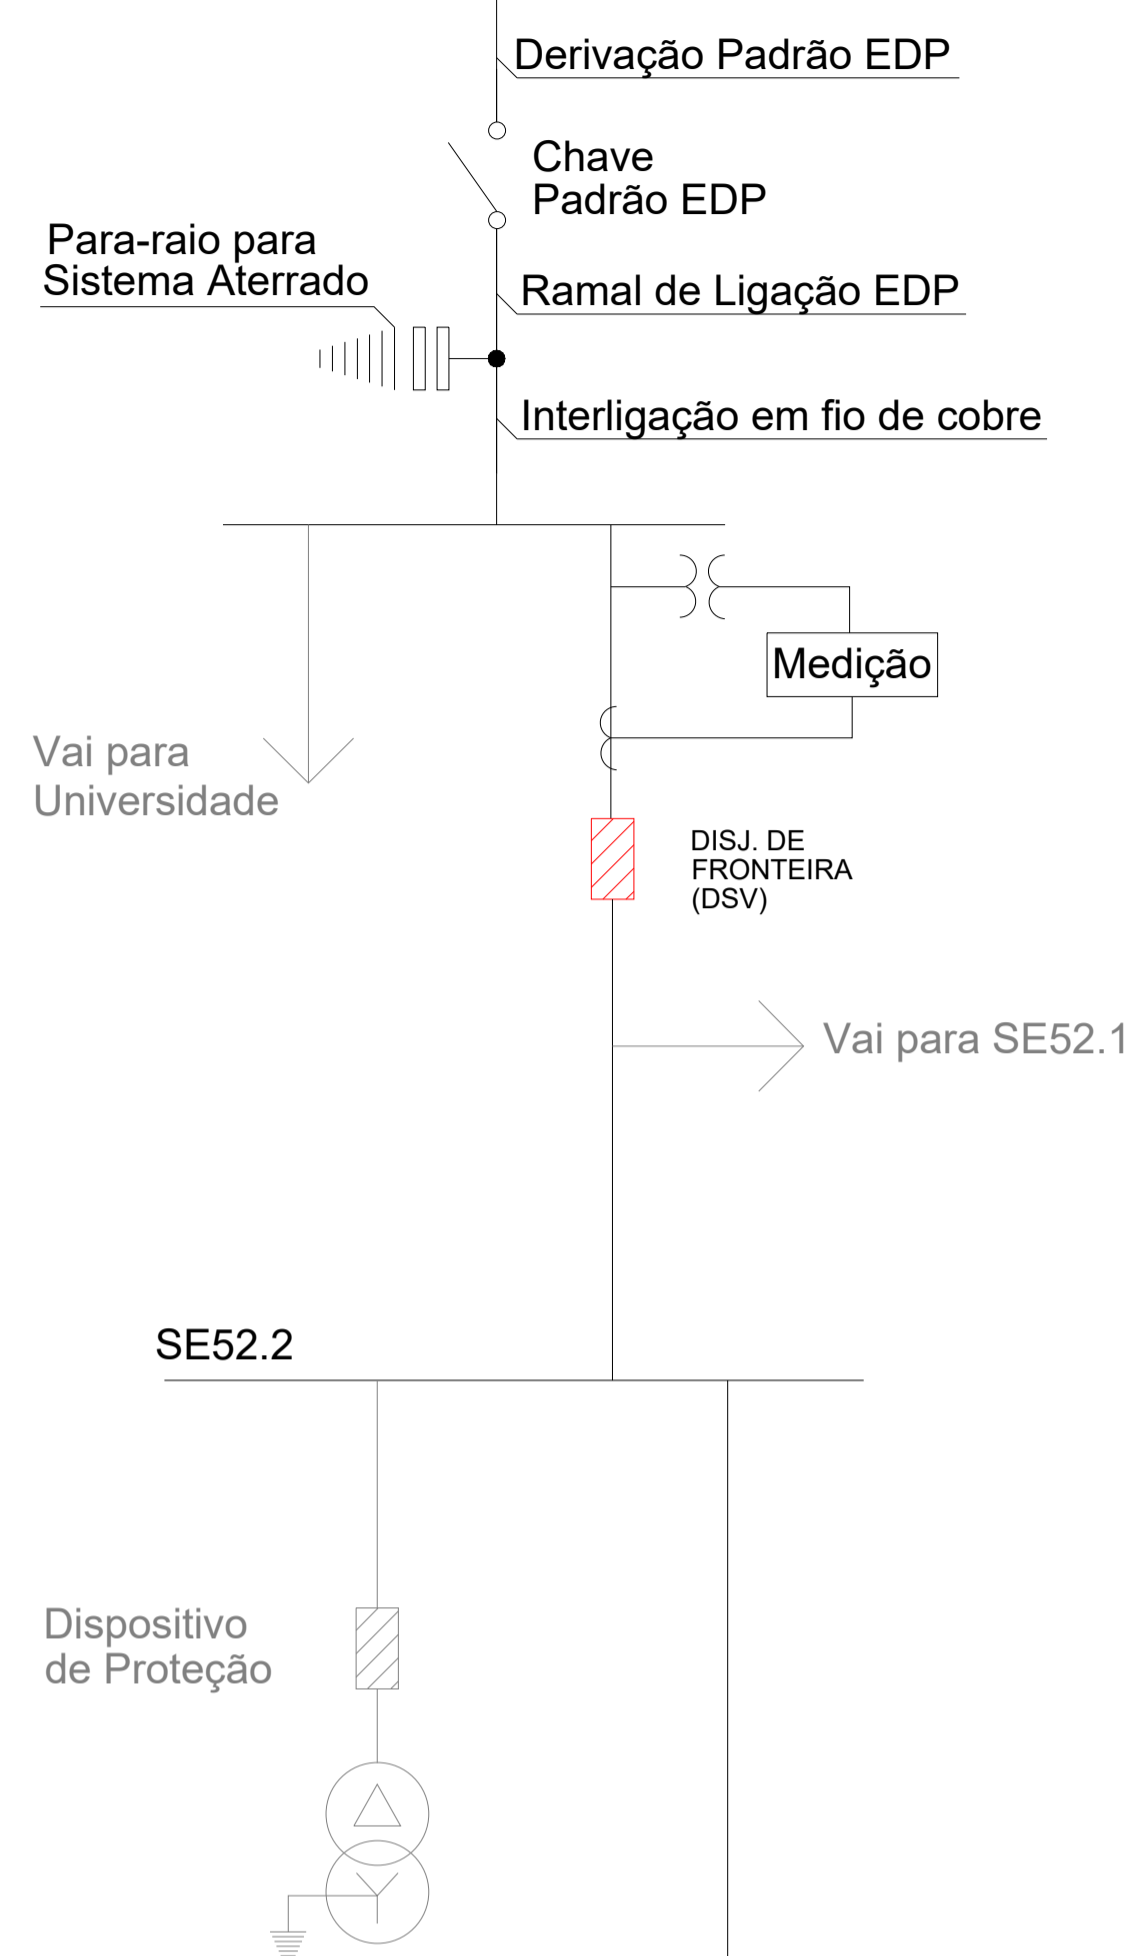 Derivação Padrão EDP
Chave
Padrão EDP
Para-raio para
Sistema Aterrado
Ramal de Ligação EDP
Interligação em fio de cobre
Medição
Vai para
Universidade
DISJ. DE
FRONTEIRA
(DSV)
Vai para SE52.1
SE52.2
Dispositivo
de Proteção